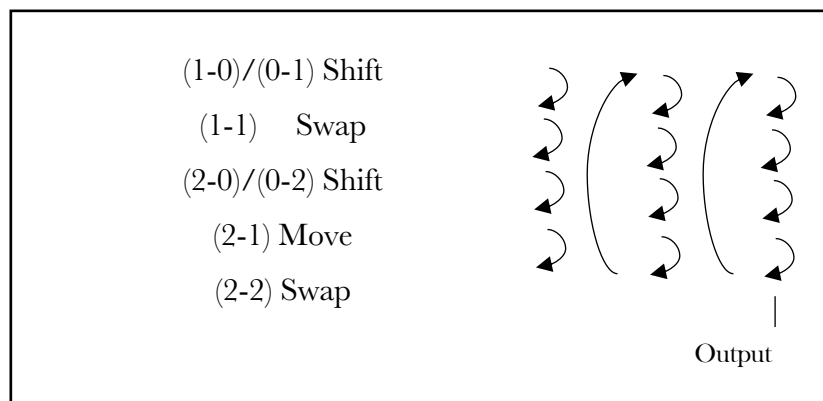 (1-0)/(0-1) Shift
(1-1) Swap
(2-0)/(0-2) Shift
(2-1) Move
(2-2) Swap
Output